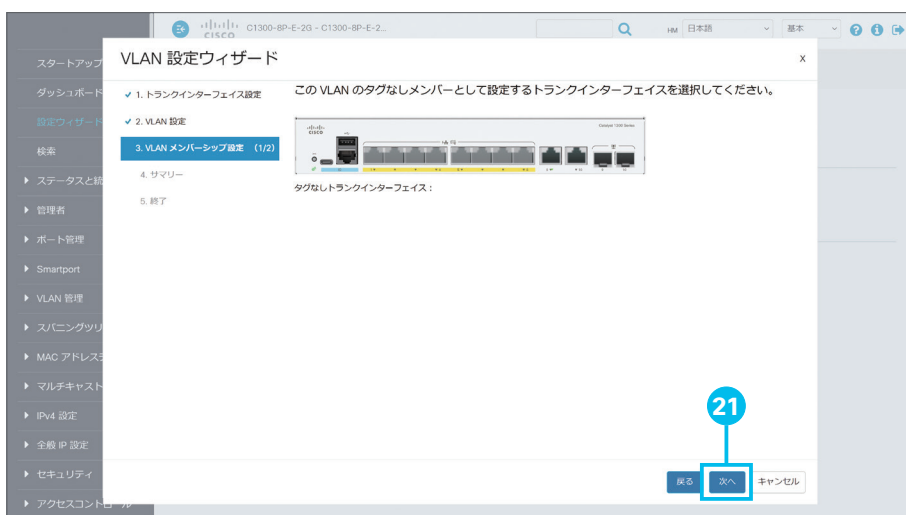 CISCO
C1300-8P-E-2G - C1300-8P-E-2...
HM
日本語
基本
スタートアップ
ダッシュボード
設定ウィザード
検索
ステータスと統
管理者
ポート管理
Smartport
VLAN 管理
スパニングツリ
MAC アドレステ
マルチキャスト
IPv4 設定
全般 IP 設定
セキュリティ
アクセスコントロール
VLAN 設定ウィザード
x
1. トランクインターフェイス設定
2. VLAN 設定
3. VLAN メンバーシップ設定 (1/2)
4. サマリー
5. 終了
この VLAN のタグなしメンバーとして設定するトランクインターフェイスを選択してください。
CISCO
Catalyst 1300 Series
タグなしトランクインターフェイス：
21
戻る
次へ
キャンセル